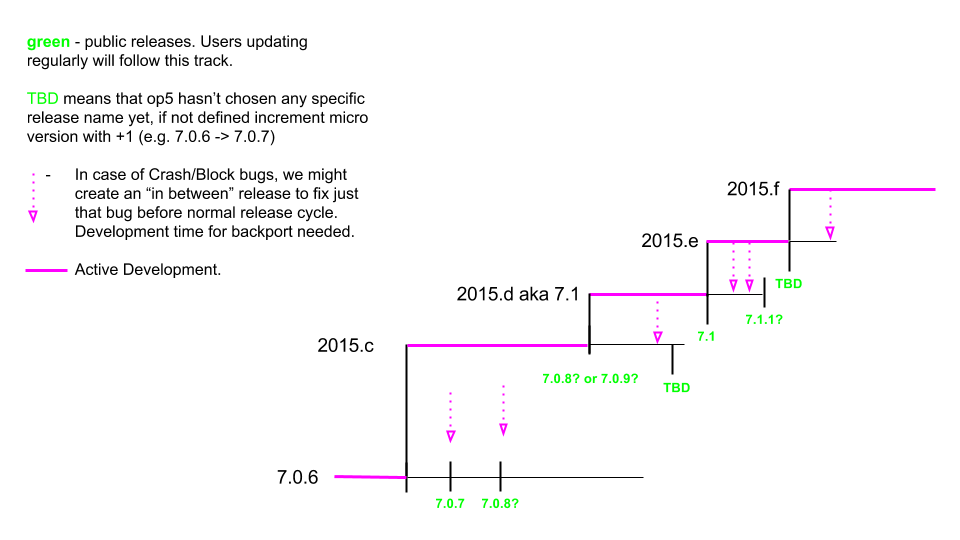 green - public releases. Users updating
regularly will follow this track.
TBD means that op5 hasn’t chosen any specific
release name yet, if not defined increment micro
version with +1 (e.g. 7.0.6 -> 7.0.7)
- In case of Crash/Block bugs, we might
create an “in between” release to fix just
that bug before normal release cycle.
Development time for backport needed.
Active Development.
2015.f
2015.e
TBD
2015.d aka 7.1
7.1.1?
7.1
2015.c
7.0.8? or 7.0.9?
TBD
7.0.6
7.0.7
7.0.8?